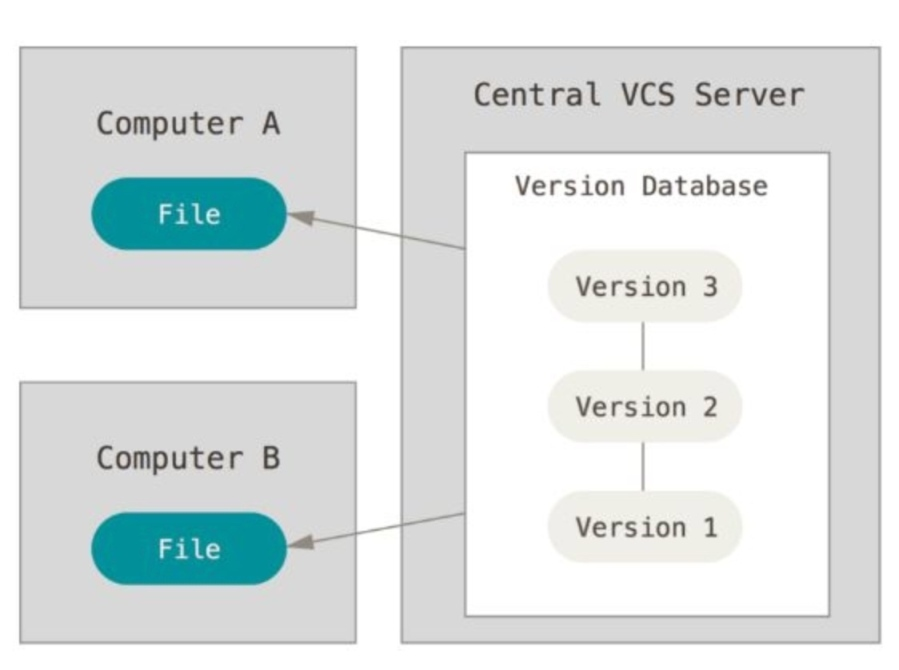 Computer A
File
Computer B
File
Central VCS Server
Version Database
Version 3
Version 2
Version 1